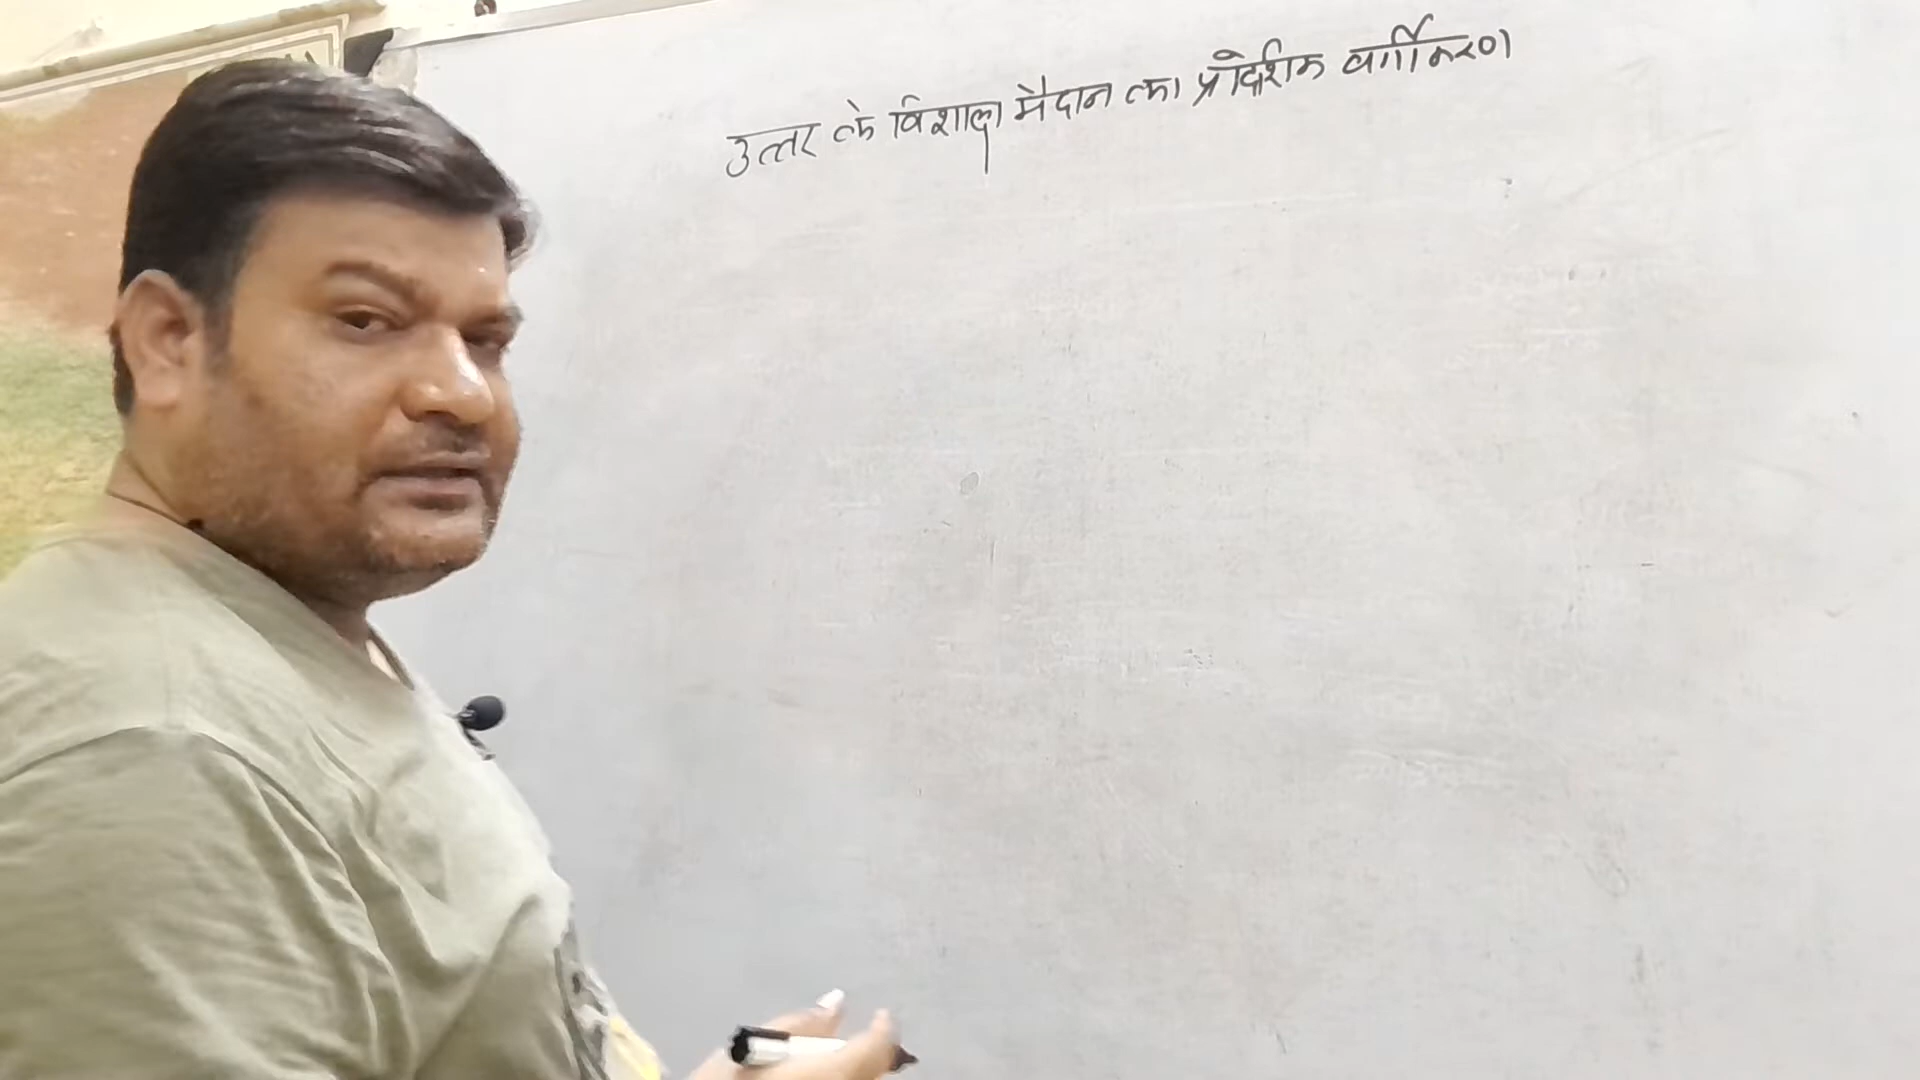 उत्तर के विशाल मैदान का प्रादेशिक वर्गीकरण